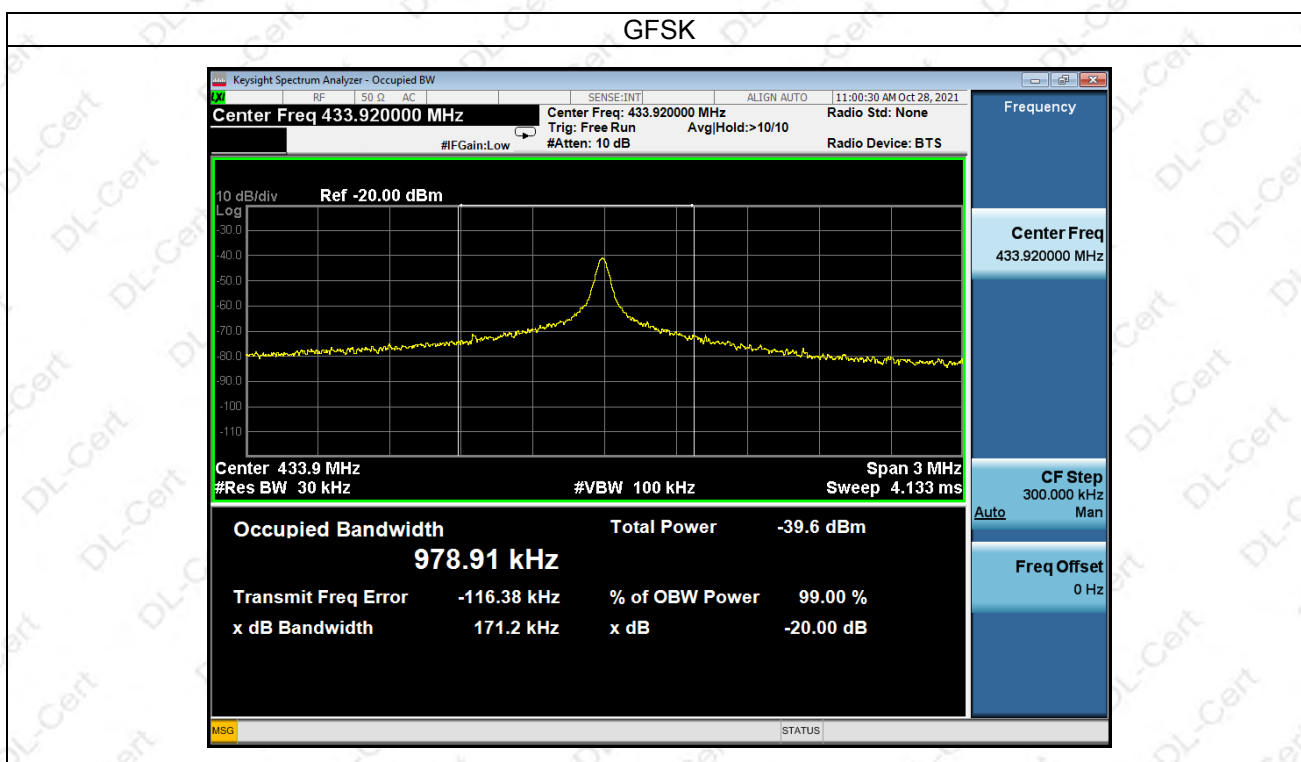 GFSK
Keysight Spectrum Analyzer - Occupied BW
LXI RF 50 Ω AC SENSE:INT ALIGN AUTO 11:00:30 AM Oct 28, 2021
Center Freq 433.920000 MHz
Center Freq: 433.920000 MHz Radio Std: None
Trig: Free Run Avg|Hold:>10/10
#IFGain:Low #Atten: 10 dB Radio Device: BTS
10 dB/div Ref -20.00 dBm
Log
-30.0
-40.0
-50.0
-60.0
-70.0
-80.0
-90.0
-100
-110
Center 433.9 MHz Span 3 MHz
#Res BW 30 kHz #VBW 100 kHz Sweep 4.133 ms
Occupied Bandwidth Total Power -39.6 dBm
978.91 kHz
Transmit Freq Error -116.38 kHz % of OBW Power 99.00 %
x dB Bandwidth 171.2 kHz x dB -20.00 dB
MSG STATUS
Frequency
Center Freq
433.920000 MHz
CF Step
300.000 kHz
Auto Man
Freq Offset
0 Hz
DL-Cert